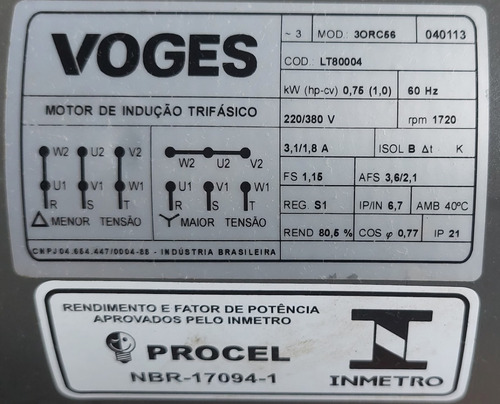 VOGES
MOTOR DE INDUÇÃO TRIFÁSICO
W2 U2 V2
U1 V1 W1
R S T
△ MENOR TENSÃO
W2 U2 V2
U1 V1 W1
R S T
Y MAIOR TENSÃO
CNPJ 04.664.447/0004-88 - INDÚSTRIA BRASILEIRA
~ 3 MOD: 3ORC56 040113
COD: LT80004
kW (hp-cv) 0,75 (1,0) 60 Hz
220/380 V rpm 1720
3,1/1,8 A ISOL B Δt K
FS 1,15 AFS 3,6/2,1
REG S1 IP/IN 6,7 AMB 40ºC
REND 80,5 % COS φ 0,77 IP 21
RENDIMENTO E FATOR DE POTÊNCIA
APROVADOS PELO INMETRO
PROCEL
NBR-17094-1
INMETRO